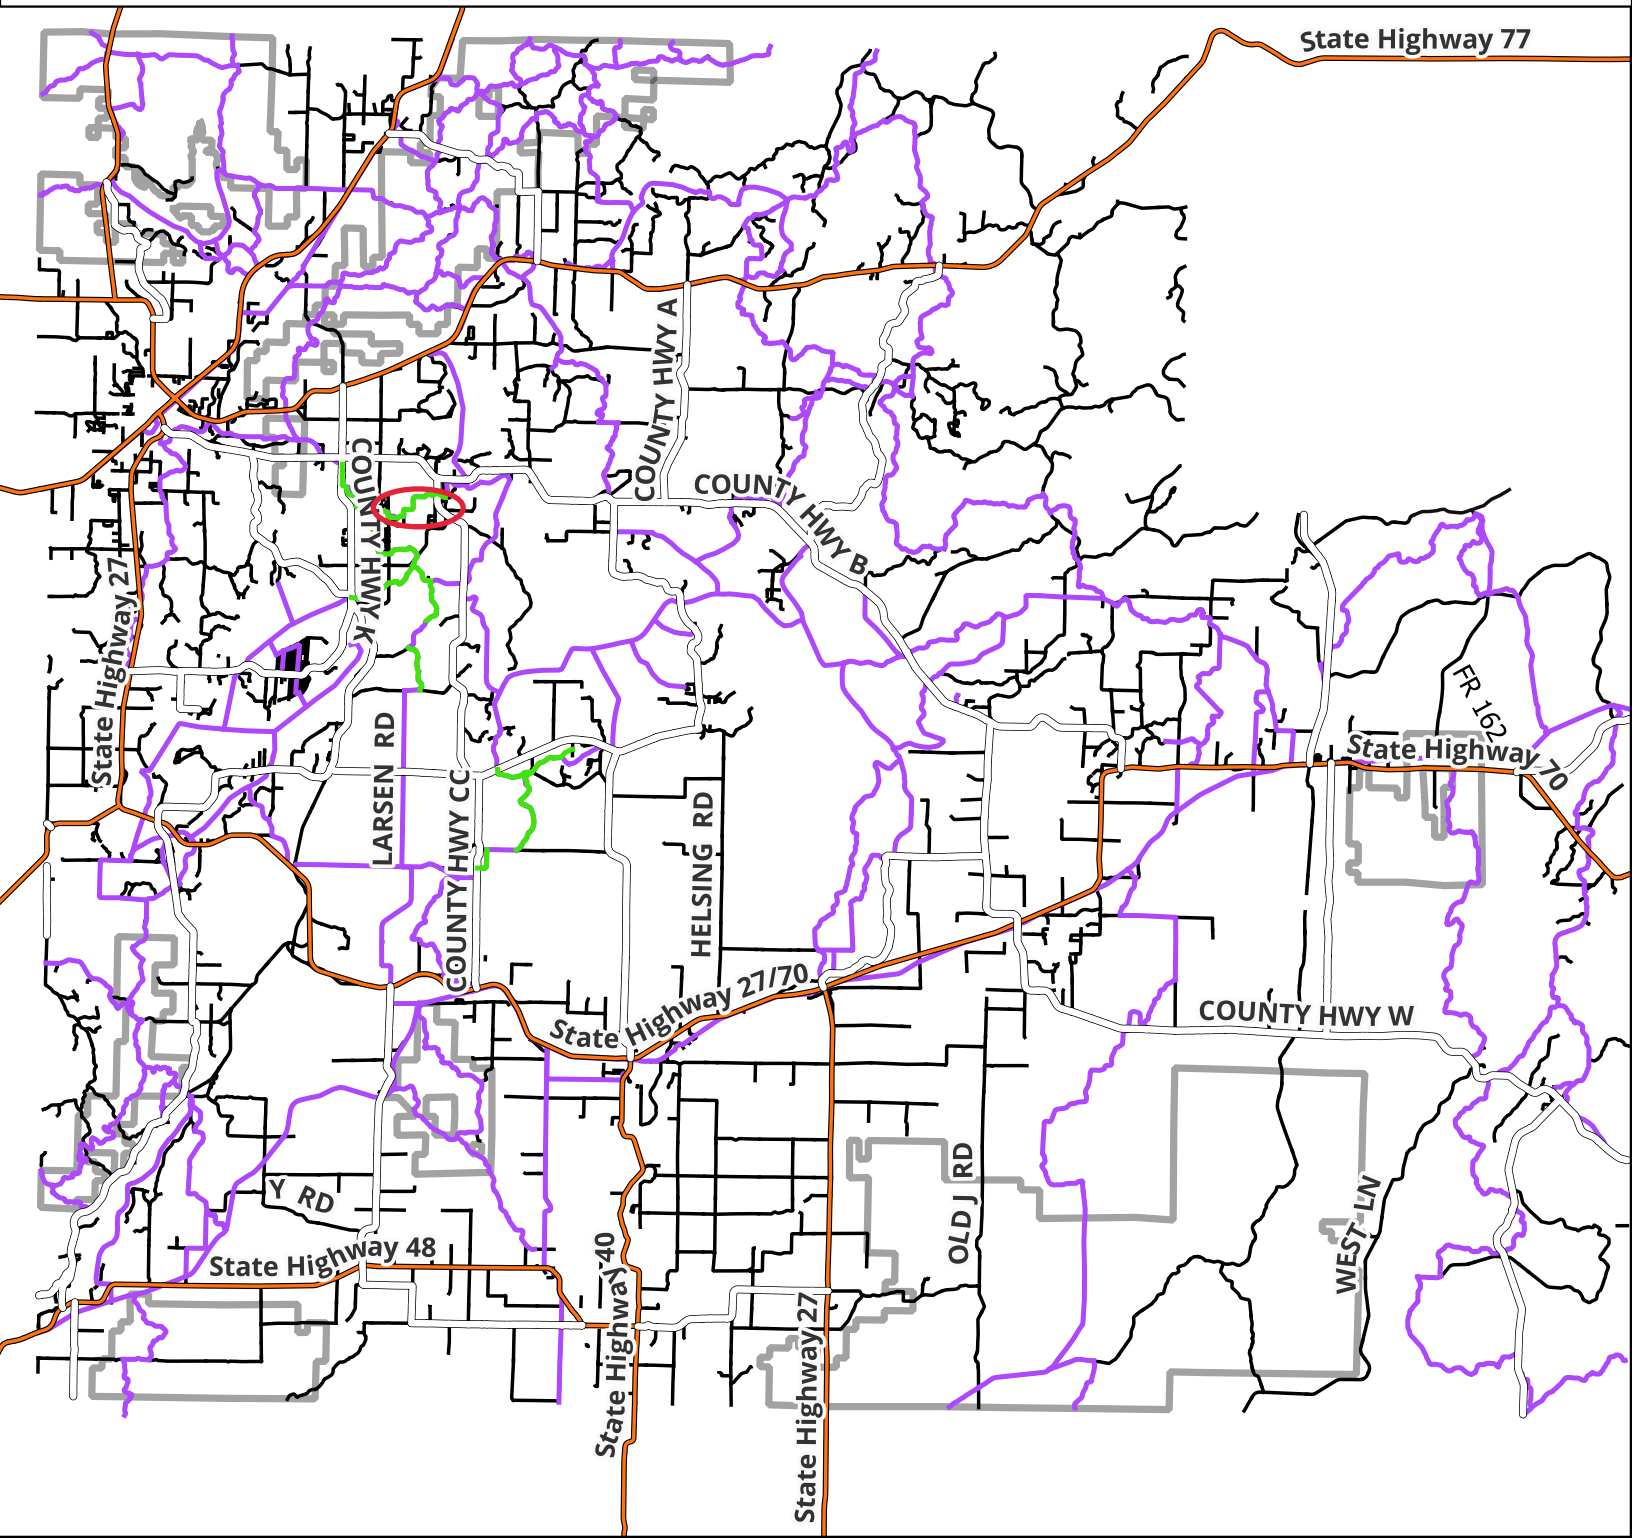 State Highway 77
COUNTY HWY A
COUNTY HWY B
COUNTY HWY K
State Highway 27
FR 162
State Highway 70
LARSEN RD
COUNTY HWY CC
HELSING RD
State Highway 27/70
COUNTY HWY W
Y RD
OLD J RD
WEST LN
State Highway 48
State Highway 40
State Highway 27